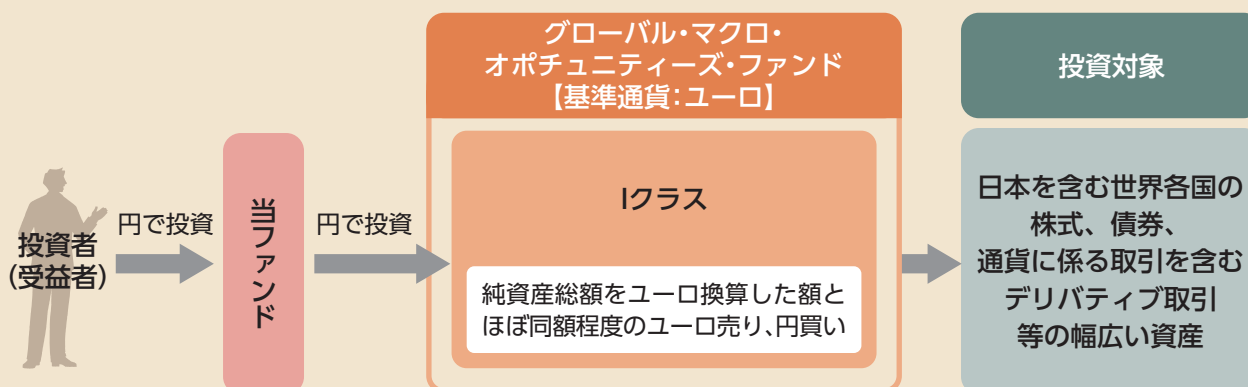 投資者
(受益者)
円で投資
当ファンド
円で投資
グローバル・マクロ・
オポチュニティーズ・ファンド
【基準通貨:ユーロ】
Iクラス
純資産総額をユーロ換算した額と
ほぼ同額程度のユーロ売り、円買い
投資対象
日本を含む世界各国の
株式、債券、
通貨に係る取引を含む
デリバティブ取引
等の幅広い資産